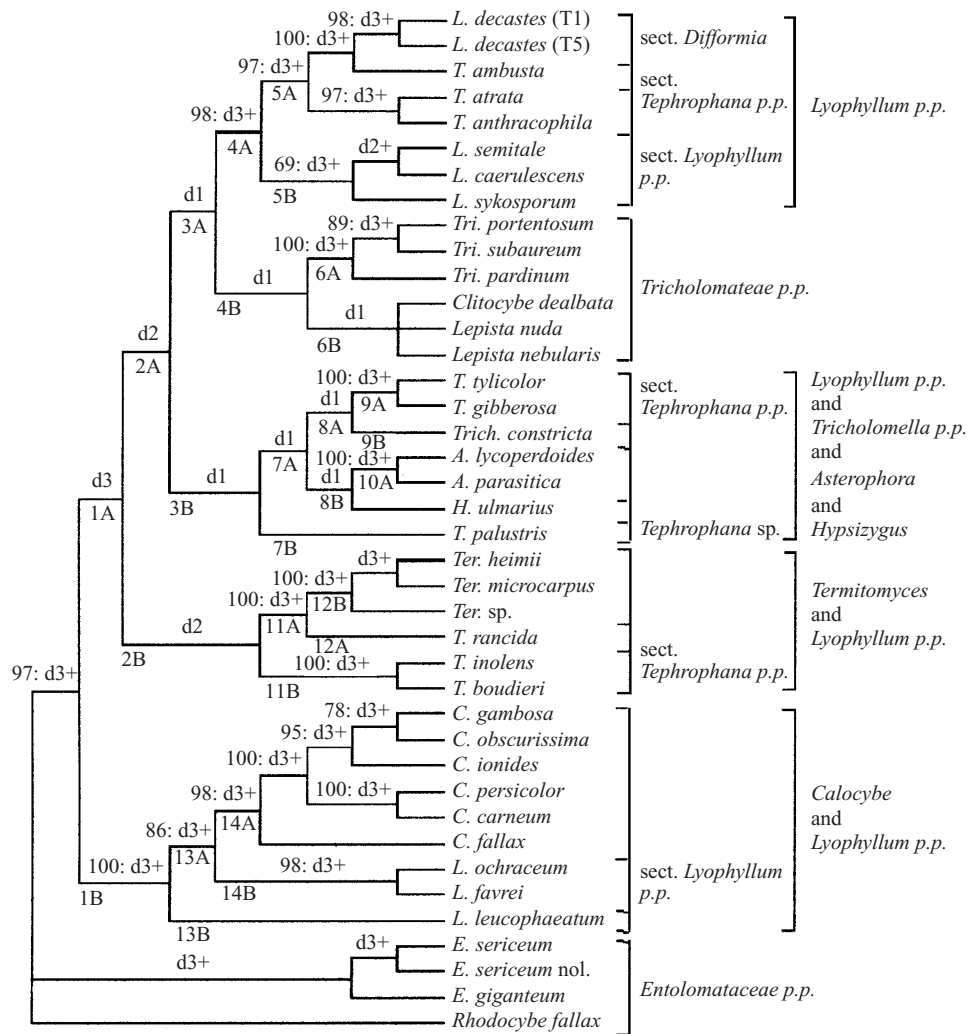 98: d3+
L. decastes (T1)
100: d3+
L. decastes (T5)
sect. Difformia
97: d3+
T. ambusta
sect.
5A
97: d3+
T. atrata
Tephrophana p.p.
Lyophyllum p.p.
98: d3+
T. anthracophila
4A
d2+
L. semitale
69: d3+
L. caerulescens
sect. Lyophyllum
p.p.
d1
5B
L. sykosporum
3A
89: d3+
Tri. portentosum
100: d3+
Tri. subaureum
6A
d1
Tri. pardinum
Tricholomateae p.p.
4B
d1
Clitocybe dealbata
Lepista nuda
6B
Lepista nebularis
d2
2A
100: d3+
T. tylicolor
sect.
Lyophyllum p.p.
d1
9A
T. gibberosa
Tephrophana p.p.
and
8A
Trich. constricta
Tricholomella p.p.
d1
9B
and
7A
100: d3+
A. lycoperdoides
d1
10A
A. parasitica
Asterophora
d3
d1
8B
and
1A
3B
H. ulmarius
Hypsizygus
7B
T. palustris
Tephrophana sp.
d3+
Ter. heimii
100: d3+
Ter. microcarpus
Termitomyces
100: d3+
12B
Ter. sp.
and
d2
11A
T. rancida
Lyophyllum p.p.
12A
sect.
2B
100: d3+
T. inolens
Tephrophana p.p.
97: d3+
11B
T. boudieri
78: d3+
C. gambosa
95: d3+
C. obscurissima
100: d3+
C. ionides
98: d3+
100: d3+
C. persicolor
Calocybe
C. carneum
and
86: d3+
14A
C. fallax
Lyophyllum p.p.
100: d3+
13A
98: d3+
L. ochraceum
sect. Lyophyllum
1B
14B
L. favrei
p.p.
L. leucophaeatum
13B
d3+
E. sericeum
d3+
E. sericeum nol.
E. giganteum
Entolomataceae p.p.
Rhodocybe fallax